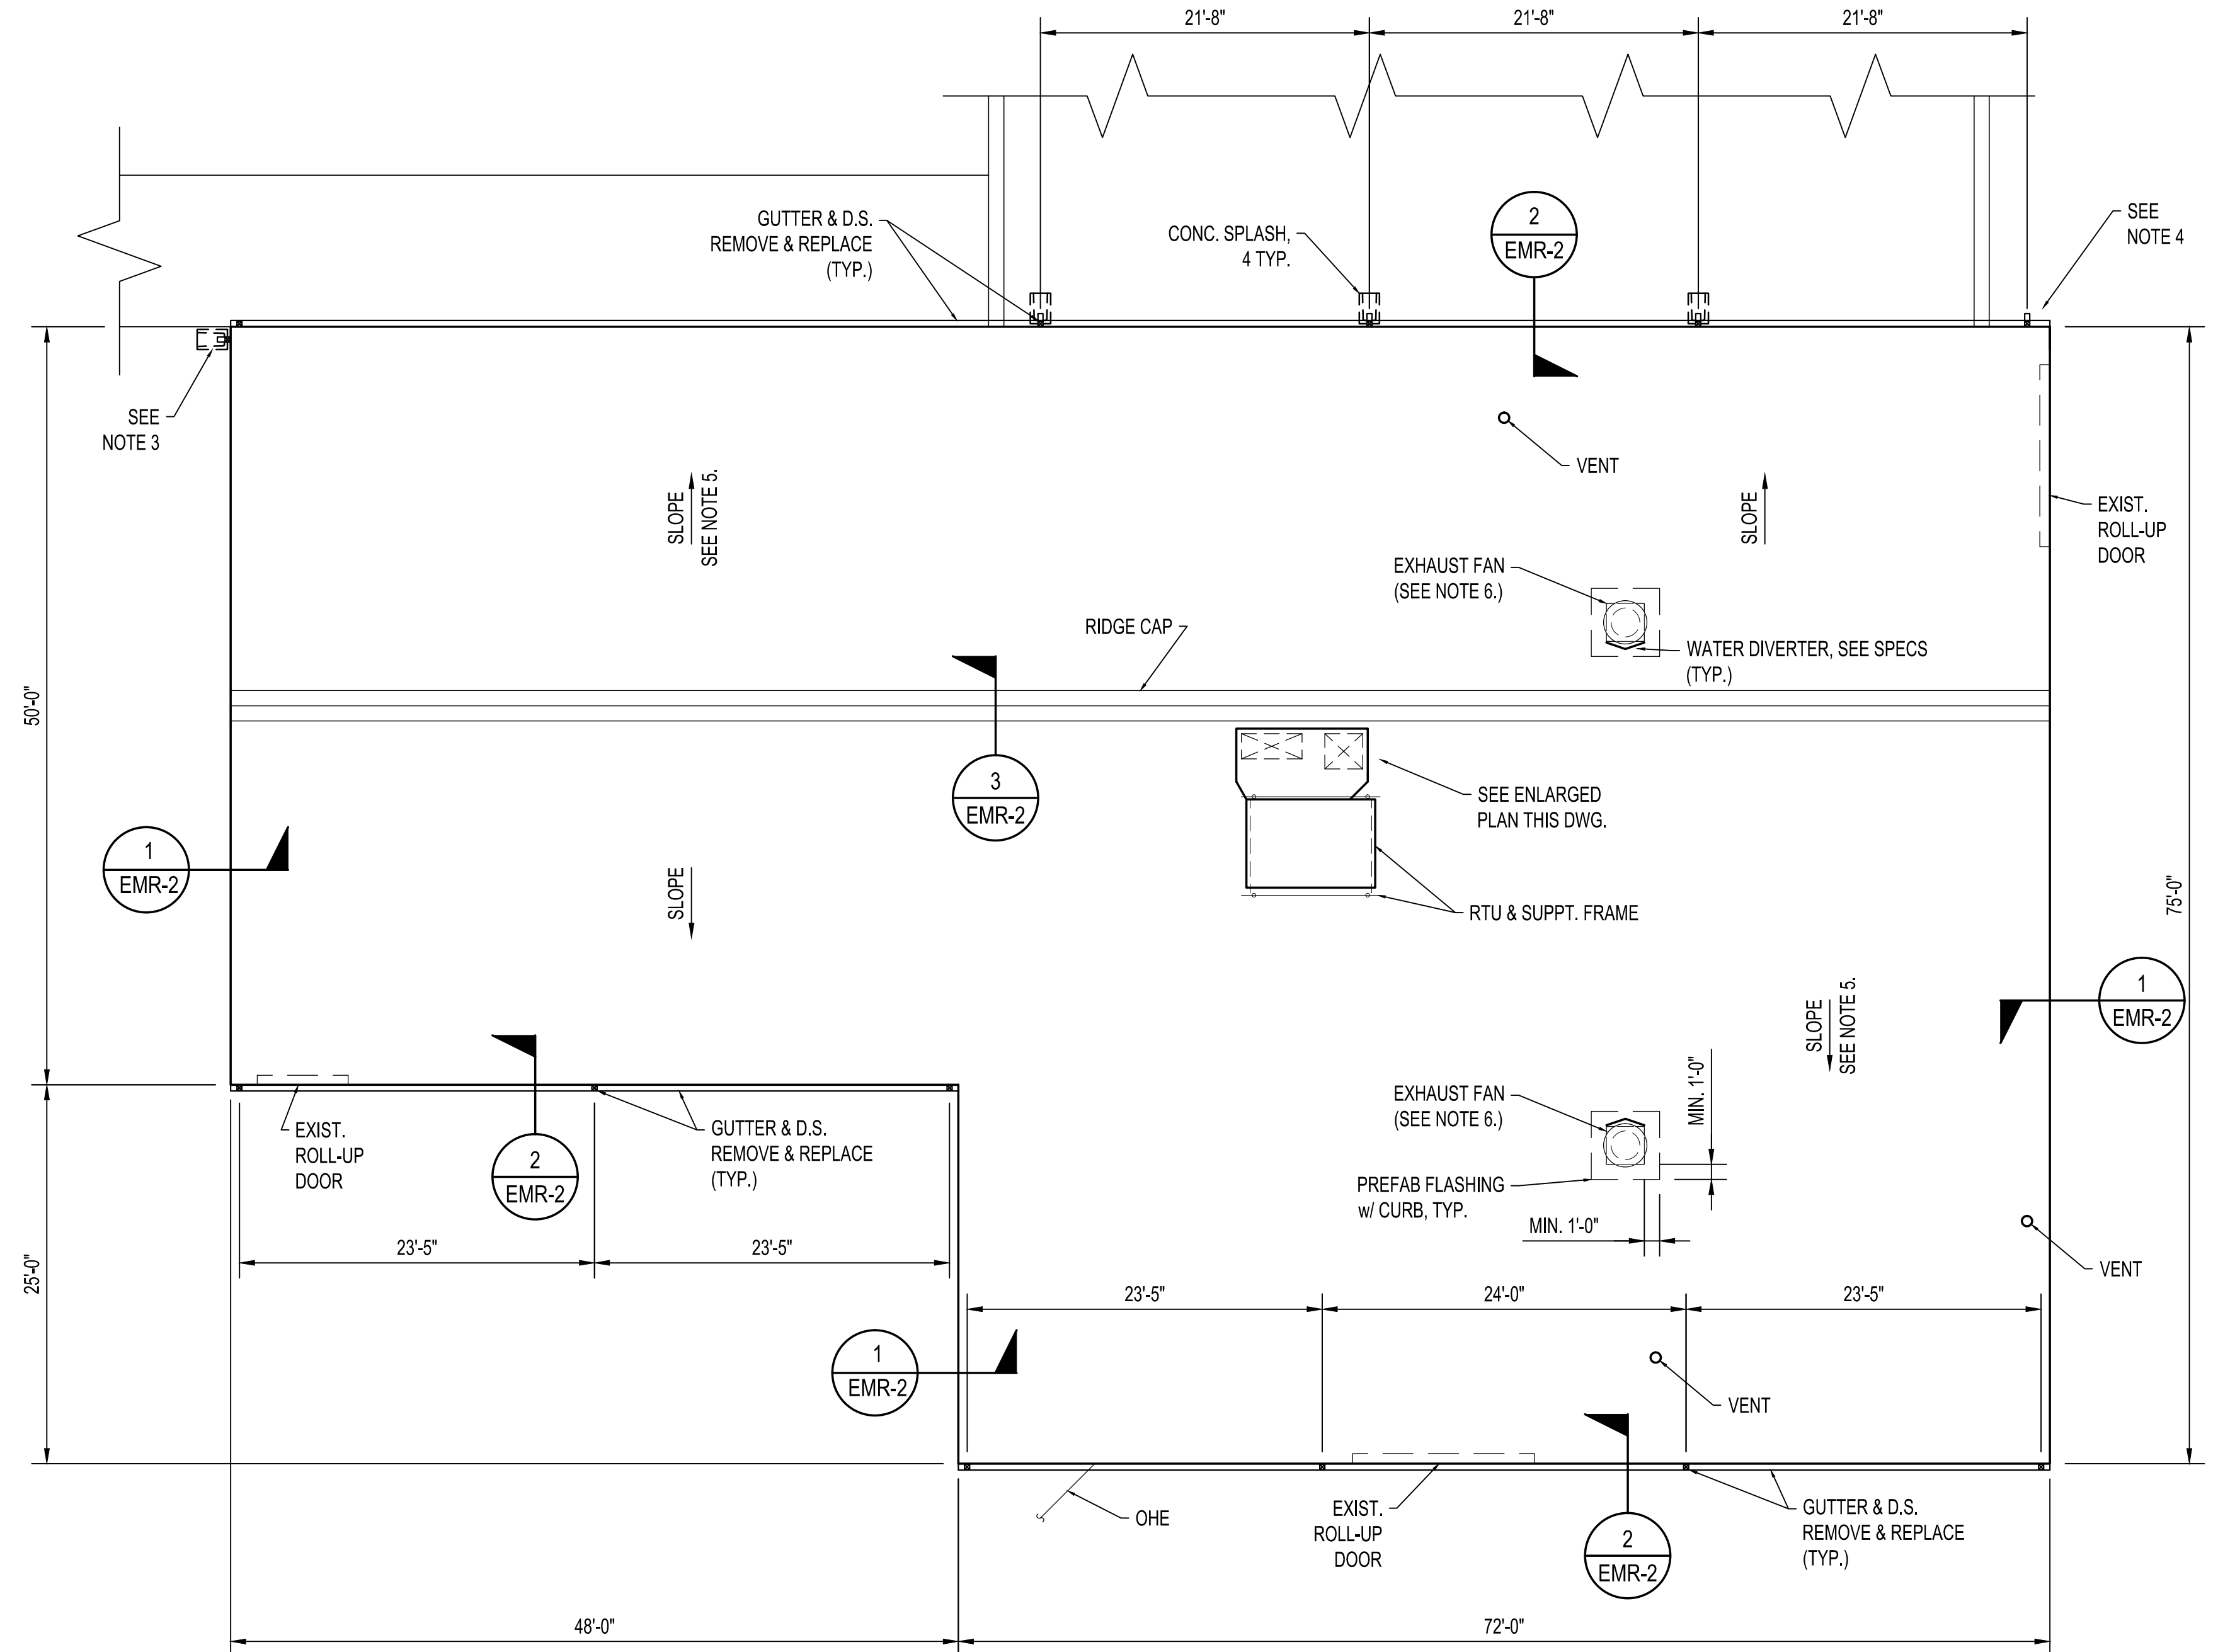 21'-8"
21'-8"
21'-8"
GUTTER & D.S.
REMOVE & REPLACE
(TYP.)
CONC. SPLASH,
4 TYP.
2
EMR-2
SEE
NOTE 4
SEE
NOTE 3
VENT
SLOPE
SEE NOTE 5.
SLOPE
EXIST.
ROLL-UP
DOOR
EXHAUST FAN
(SEE NOTE 6.)
RIDGE CAP
WATER DIVERTER, SEE SPECS
(TYP.)
50'-0"
3
EMR-2
SEE ENLARGED
PLAN THIS DWG.
1
EMR-2
SLOPE
RTU & SUPPT. FRAME
75'-0"
SLOPE
SEE NOTE 5.
1
EMR-2
EXHAUST FAN
(SEE NOTE 6.)
MIN. 1'-0"
EXIST.
ROLL-UP
DOOR
2
EMR-2
GUTTER & D.S.
REMOVE & REPLACE
(TYP.)
PREFAB FLASHING
w/ CURB, TYP.
MIN. 1'-0"
23'-5"
23'-5"
25'-0"
VENT
23'-5"
24'-0"
23'-5"
1
EMR-2
VENT
OHE
EXIST.
ROLL-UP
DOOR
2
EMR-2
GUTTER & D.S.
REMOVE & REPLACE
(TYP.)
48'-0"
72'-0"